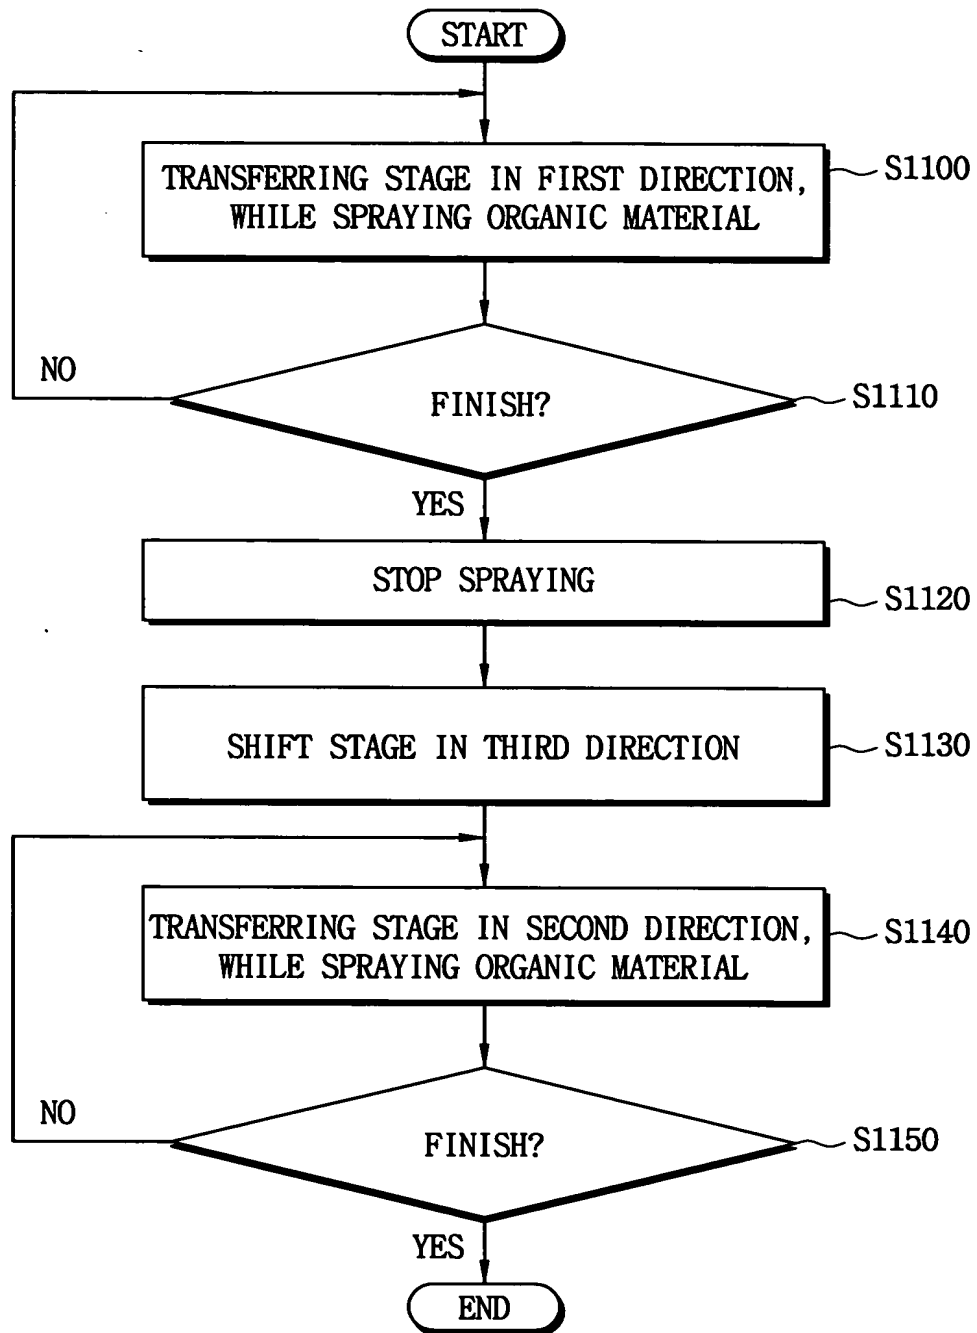 START
TRANSFERRING STAGE IN FIRST DIRECTION,
WHILE SPRAYING ORGANIC MATERIAL
S1100
NO
FINISH?
S1110
YES
STOP SPRAYING
S1120
SHIFT STAGE IN THIRD DIRECTION
S1130
TRANSFERRING STAGE IN SECOND DIRECTION,
WHILE SPRAYING ORGANIC MATERIAL
S1140
NO
FINISH?
S1150
YES
END